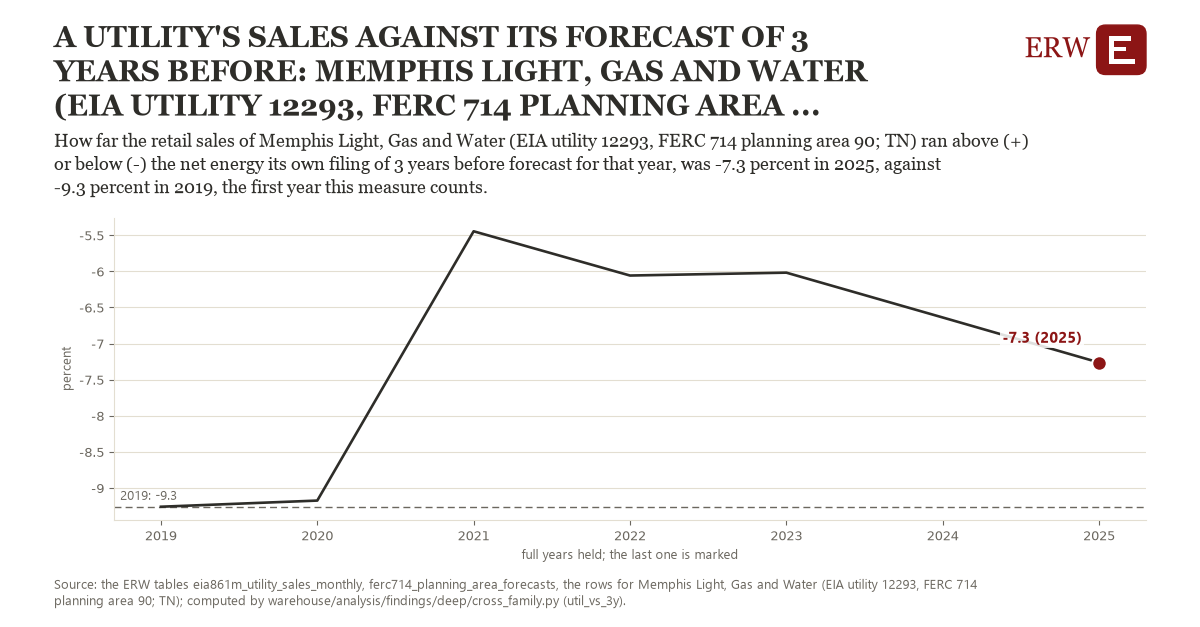 A UTILITY'S SALES AGAINST ITS FORECAST OF 3
YEARS BEFORE: MEMPHIS LIGHT, GAS AND WATER
(EIA UTILITY 12293, FERC 714 PLANNING AREA ...
ERW E
How far the retail sales of Memphis Light, Gas and Water (EIA utility 12293, FERC 714 planning area 90; TN) ran above (+)
or below (-) the net energy its own filing of 3 years before forecast for that year, was -7.3 percent in 2025, against
-9.3 percent in 2019, the first year this measure counts.
-5.5
-6
-6.5
-7
-7.5
-8
-8.5
-9
percent
-7.3 (2025)
2019: -9.3
2019 2020 2021 2022 2023 2024 2025
full years held; the last one is marked
Source: the ERW tables eia861m_utility_sales_monthly, ferc714_planning_area_forecasts, the rows for Memphis Light, Gas and Water (EIA utility 12293, FERC 714
planning area 90; TN); computed by warehouse/analysis/findings/deep/cross_family.py (util_vs_3y).